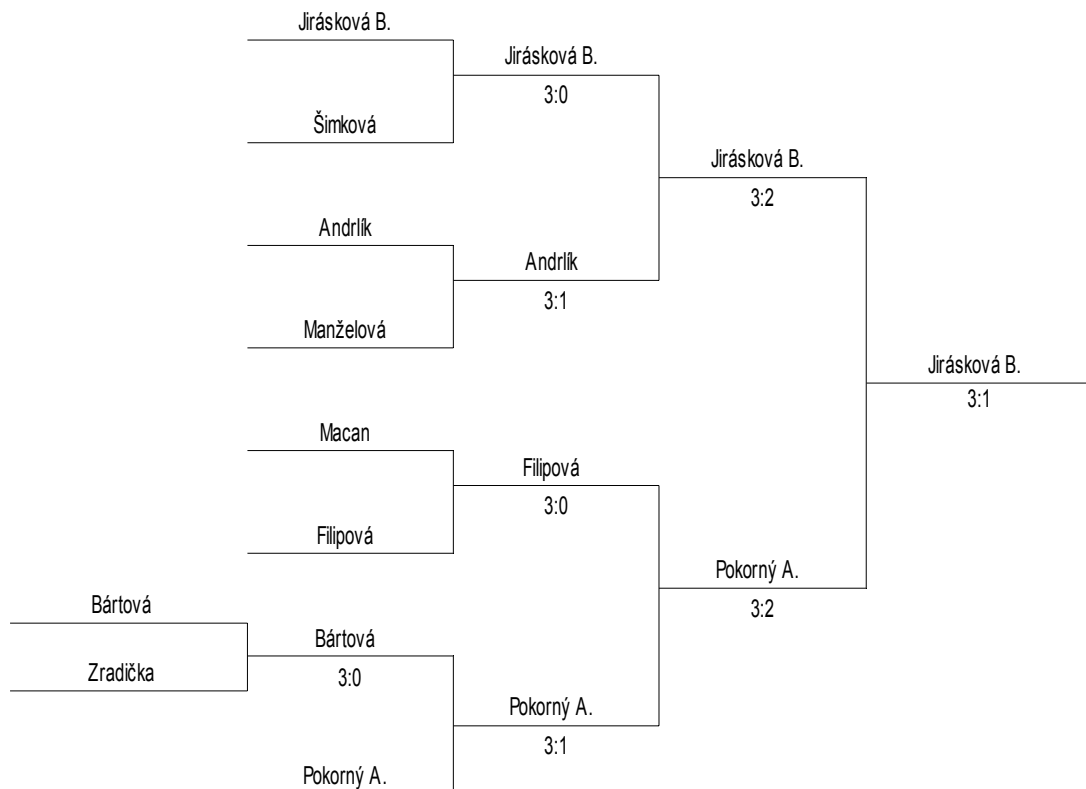 Jirásková B.
Jirásková B.
3:0
Šimková
Jirásková B.
3:2
Andrlík
Andrlík
3:1
Manželová
Jirásková B.
3:1
Macan
Filipová
3:0
Filipová
Pokorný A.
3:2
Bártová
Bártová
3:0
Zradička
Pokorný A.
3:1
Pokorný A.